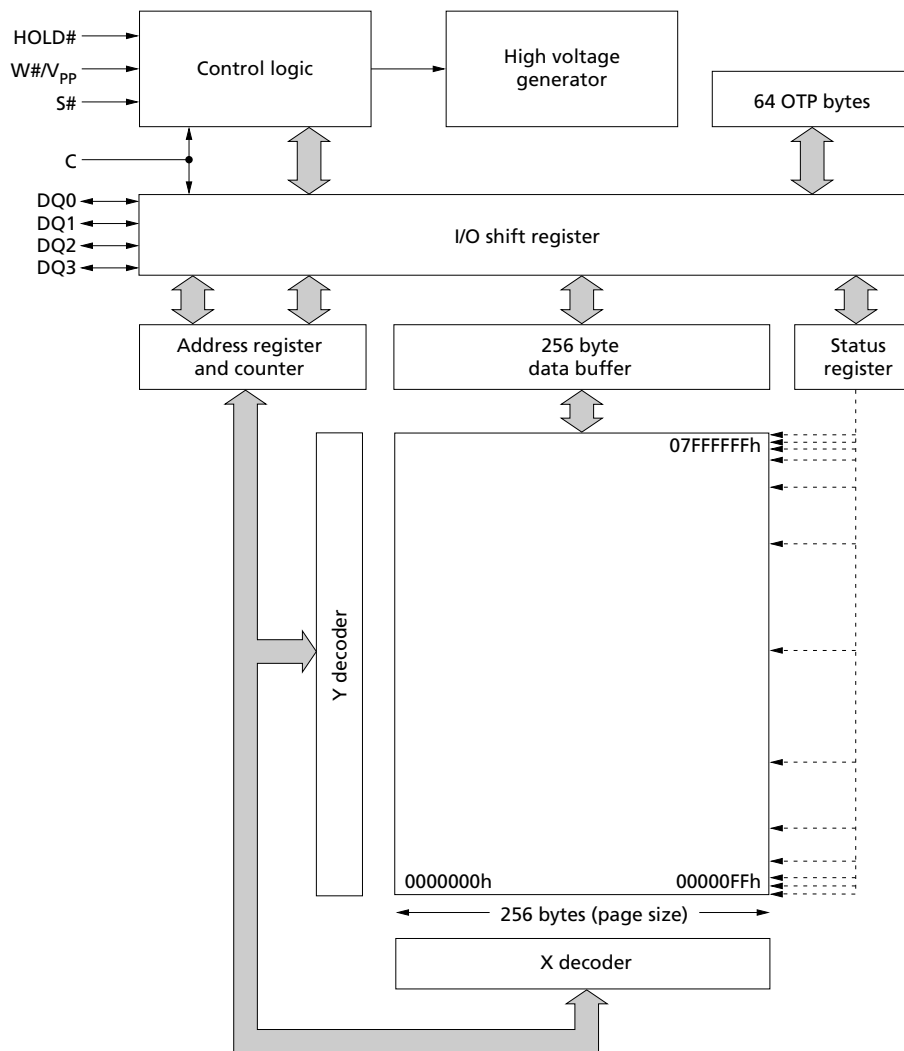 HOLD#
W#/VPP
S#
Control logic
High voltage
generator
64 OTP bytes
C
DQ0
DQ1
DQ2
DQ3
I/O shift register
Address register
and counter
256 byte
data buffer
Status
register
07FFFFFFh
Y decoder
0000000h
00000FFh
256 bytes (page size)
X decoder